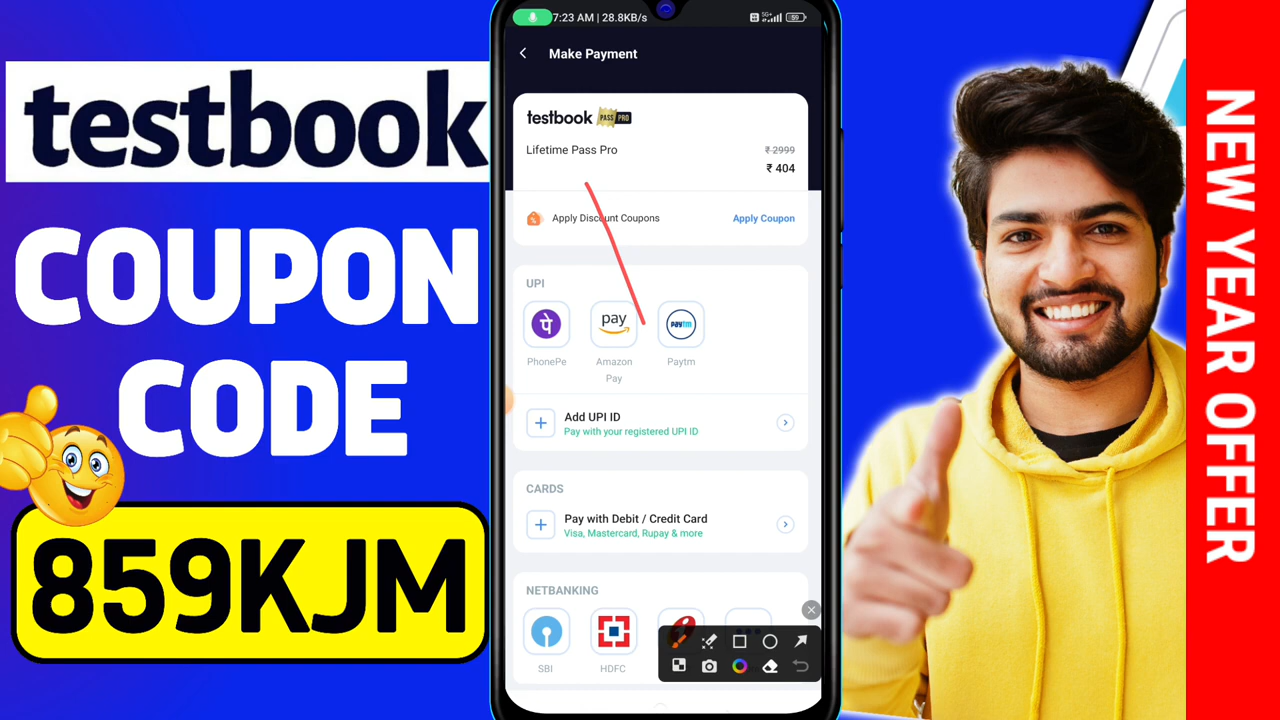 testbook
COUPON
CODE
859KJM
7:23 AM | 28.8KB/s
5G+
59
Make Payment
testbook PASS PRO
Lifetime Pass Pro
₹ 2999
₹ 404
Apply Discount Coupons
Apply Coupon
UPI
पे
pay
paytm
PhonePe
Amazon
Pay
Paytm
Add UPI ID
Pay with your registered UPI ID
CARDS
Pay with Debit / Credit Card
Visa, Mastercard, Rupay & more
NETBANKING
SBI
HDFC
NEW YEAR OFFER